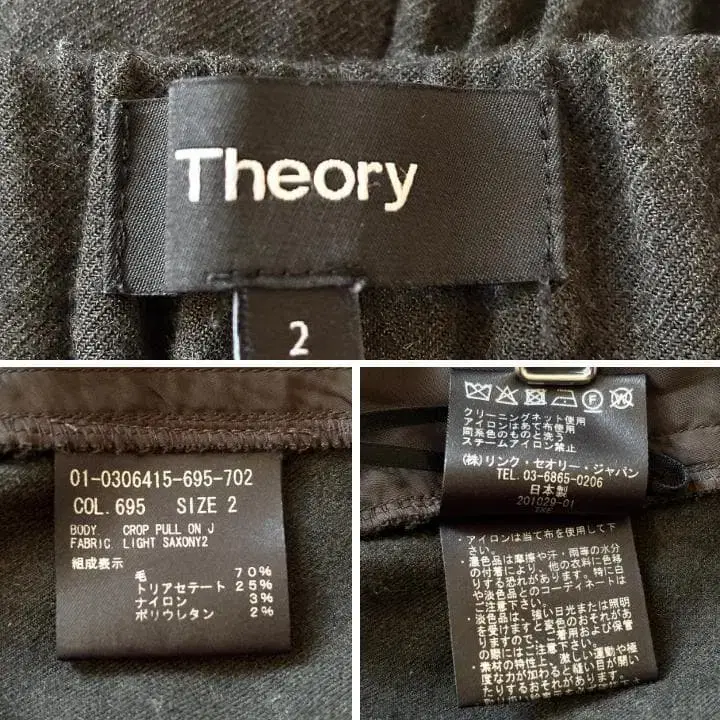 Theory
2
01-0306415-695-702
COL. 695 SIZE 2
BODY. CROP PULL ON J
FABRIC. LIGHT SAXONY2
組成表示
毛 70%
トリアセテート 25%
ナイロン 3%
ポリウレタン 2%
クリーニングネット使用
アイロンはあて布使用
同系色のものと洗う
スチームアイロン禁止
(株)リンク・セオリー・ジャパン
TEL. 03-6865-0206
日本製
201029-01
TXE
・アイロンは当て布を使用して下
さい。
・濃色品は摩擦や汗・雨等の水分
の付着により、他の衣料に色移
りする恐れがあります。特に白
や淡色品とのコーディネートは
ご注意下さい。
・淡色品は、強い日光または照明
を受けますと変色のおそれがあ
りますので、ご着用および保管
の際にはご注意下さい。
・素材の特性上、激しい運動や極
度な力が加わると縫い目が開い
たりするおそれがあります。